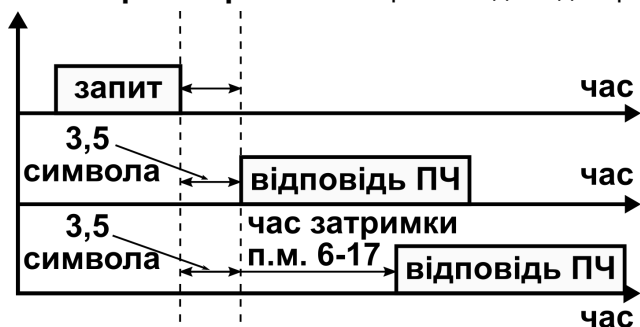 запит
час
3,5
символа
відповідь ПЧ
час
3,5
символа
час затримки
п.м. 6-17
відповідь ПЧ
час